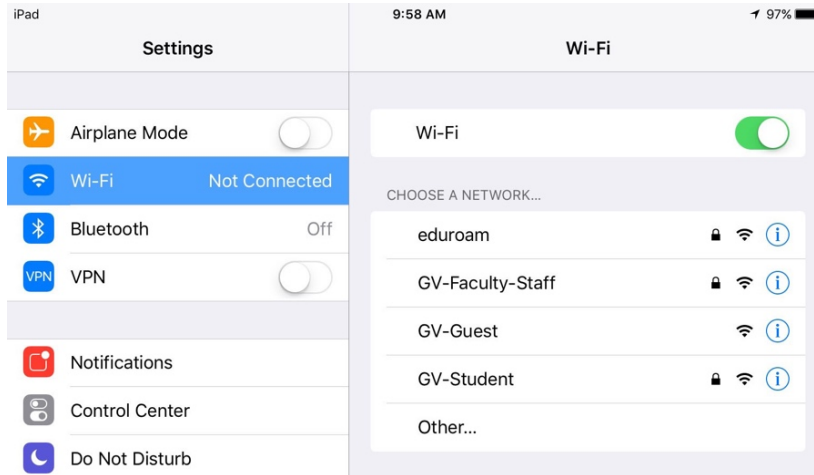 iPad 9:58 AM 97%
Settings
Wi-Fi
Airplane Mode
Wi-Fi Not Connected
Bluetooth Off
VPN VPN
Notifications
Control Center
Do Not Disturb
Wi-Fi
CHOOSE A NETWORK...
eduroam
GV-Faculty-Staff
GV-Guest
GV-Student
Other...